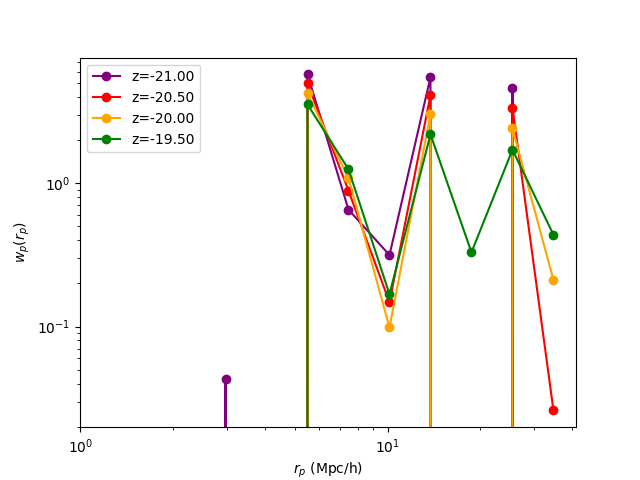 z=-21.00
z=-20.50
z=-20.00
z=-19.50
10^0
10^-1
w_p(r_p)
10^0
10^1
r_p (Mpc/h)